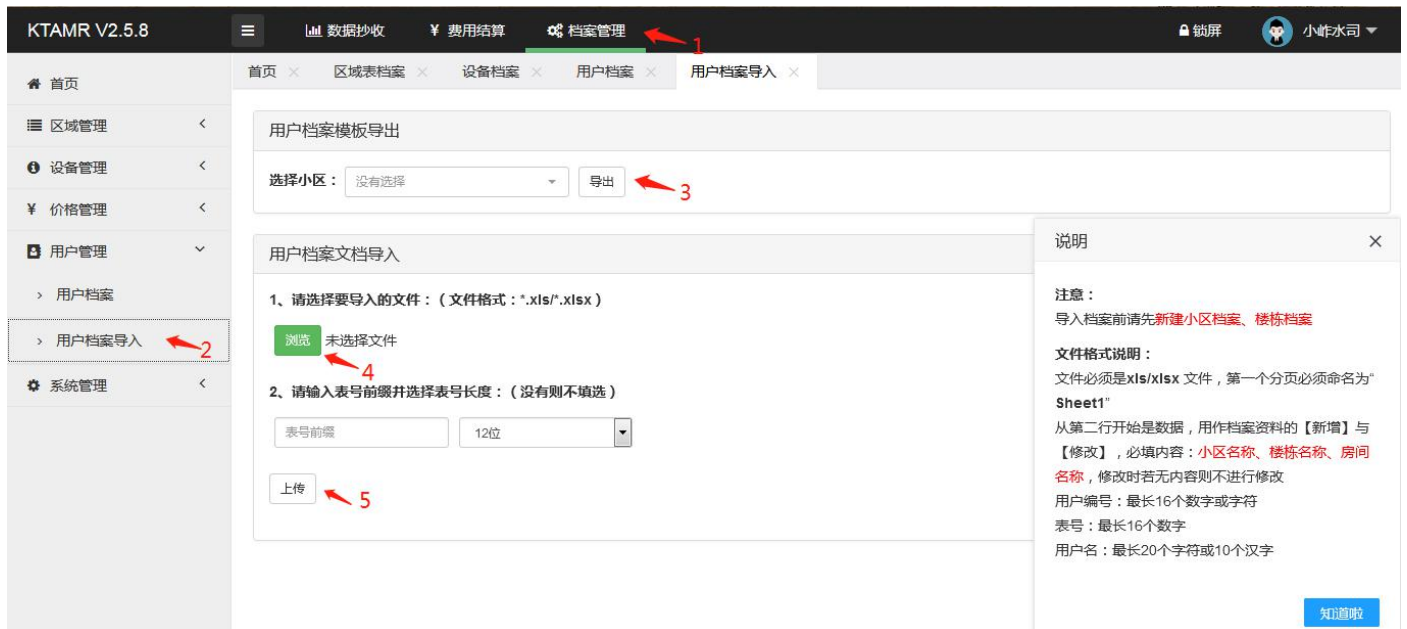 KTAMR V2.5.8
数据抄收
¥ 费用结算
档案管理
1
锁屏
小岞水司
首页
区域管理
设备管理
¥ 价格管理
用户管理
> 用户档案
> 用户档案导入
2
系统管理
首页 ×
区域表档案 ×
设备档案 ×
用户档案 ×
用户档案导入 ×
用户档案模板导出
选择小区：
没有选择
导出
3
用户档案文档导入
1、请选择要导入的文件：（文件格式：*.xls/*.xlsx）
浏览 未选择文件
4
2、请输入表号前缀并选择表号长度：（没有则不填选）
表号前缀
12位
上传
5
说明 ×
注意：
导入档案前请先新建小区档案、楼栋档案
文件格式说明：
文件必须是xls/xlsx 文件，第一个分页必须命名为“
Sheet1”
从第二行开始是数据，用作档案资料的【新增】与
【修改】，必填内容：小区名称、楼栋名称、房间
名称，修改时若无内容则不进行修改
用户编号：最长16个数字或字符
表号：最长16个数字
用户名：最长20个字符或10个汉字
知道啦